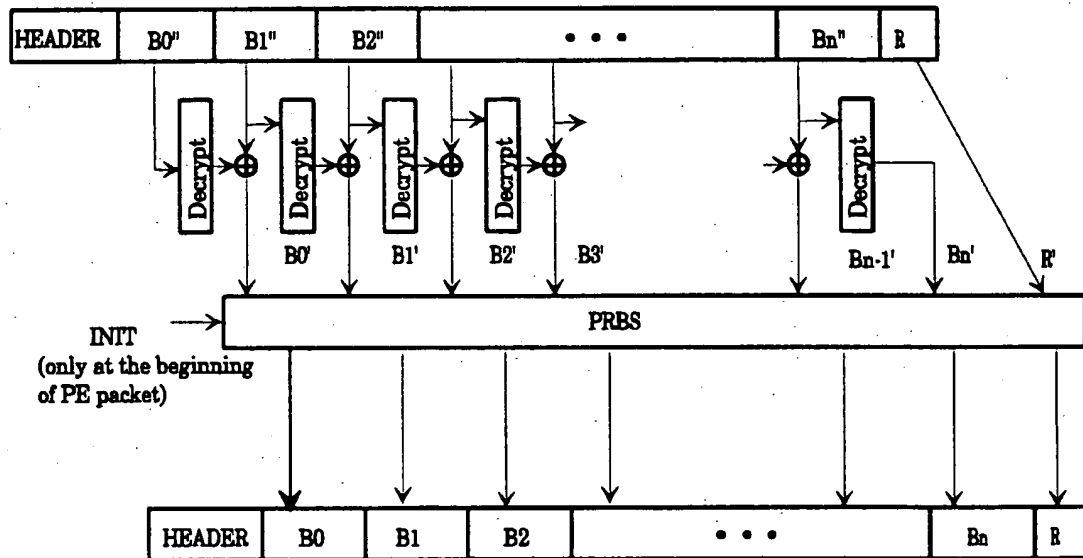 HEADER B0" B1" B2" • • • Bn" R
Decrypt Decrypt Decrypt Decrypt Decrypt
B0' B1' B2' B3' Bn-1' Bn' R'
PRBS
INIT
(only at the beginning
of PE packet)
HEADER B0 B1 B2 • • • Bn R